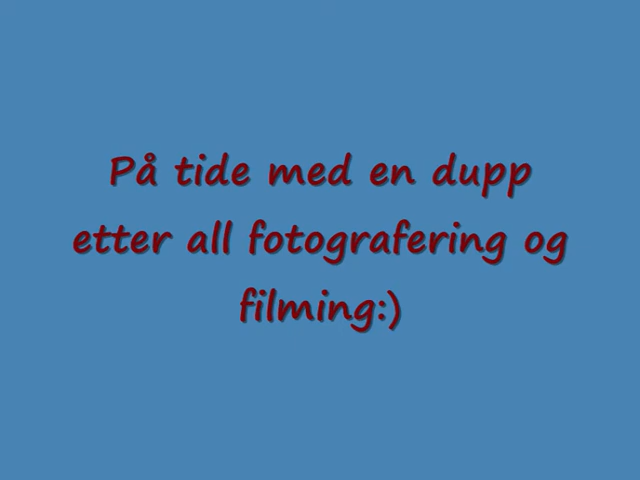 På tide med en dupp
etter all fotografering og
filming:)